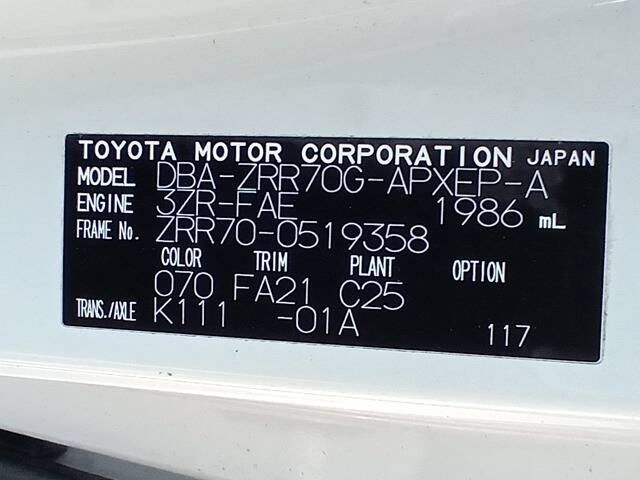 TOYOTA MOTOR CORPORATION JAPAN
MODEL DBA-ZRR70G-APXEP-A
ENGINE 3ZR-FAE 1986 mL
FRAME No. ZRR70-0519358
COLOR TRIM PLANT OPTION
070 FA21 C25
TRANS./AXLE K111 -01A
117